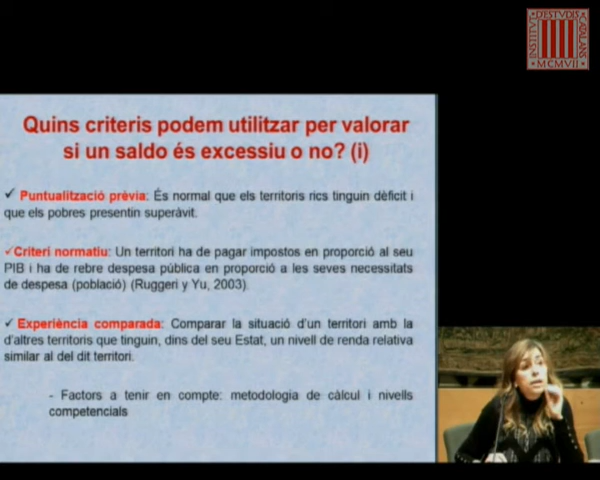 INSTITVT
D'ESTVDIS
CATALANS
MCMVII
Quins criteris podem utilitzar per valorar
si un saldo és excessiu o no? (i)
✓ Puntualització prèvia: És normal que els territoris rics tinguin dèficit i
que els pobres presentin superàvit.
✓Criteri normatiu: Un territori ha de pagar impostos en proporció al seu
PIB i ha de rebre despesa pública en proporció a les seves necessitats
de despesa (població) (Ruggeri y Yu, 2003).
✓ Experiència comparada: Comparar la situació d'un territori amb la
d'altres territoris que tinguin, dins del seu Estat, un nivell de renda relativa
similar al del dit territori.
- Factors a tenir en compte: metodologia de càlcul i nivells
competencials